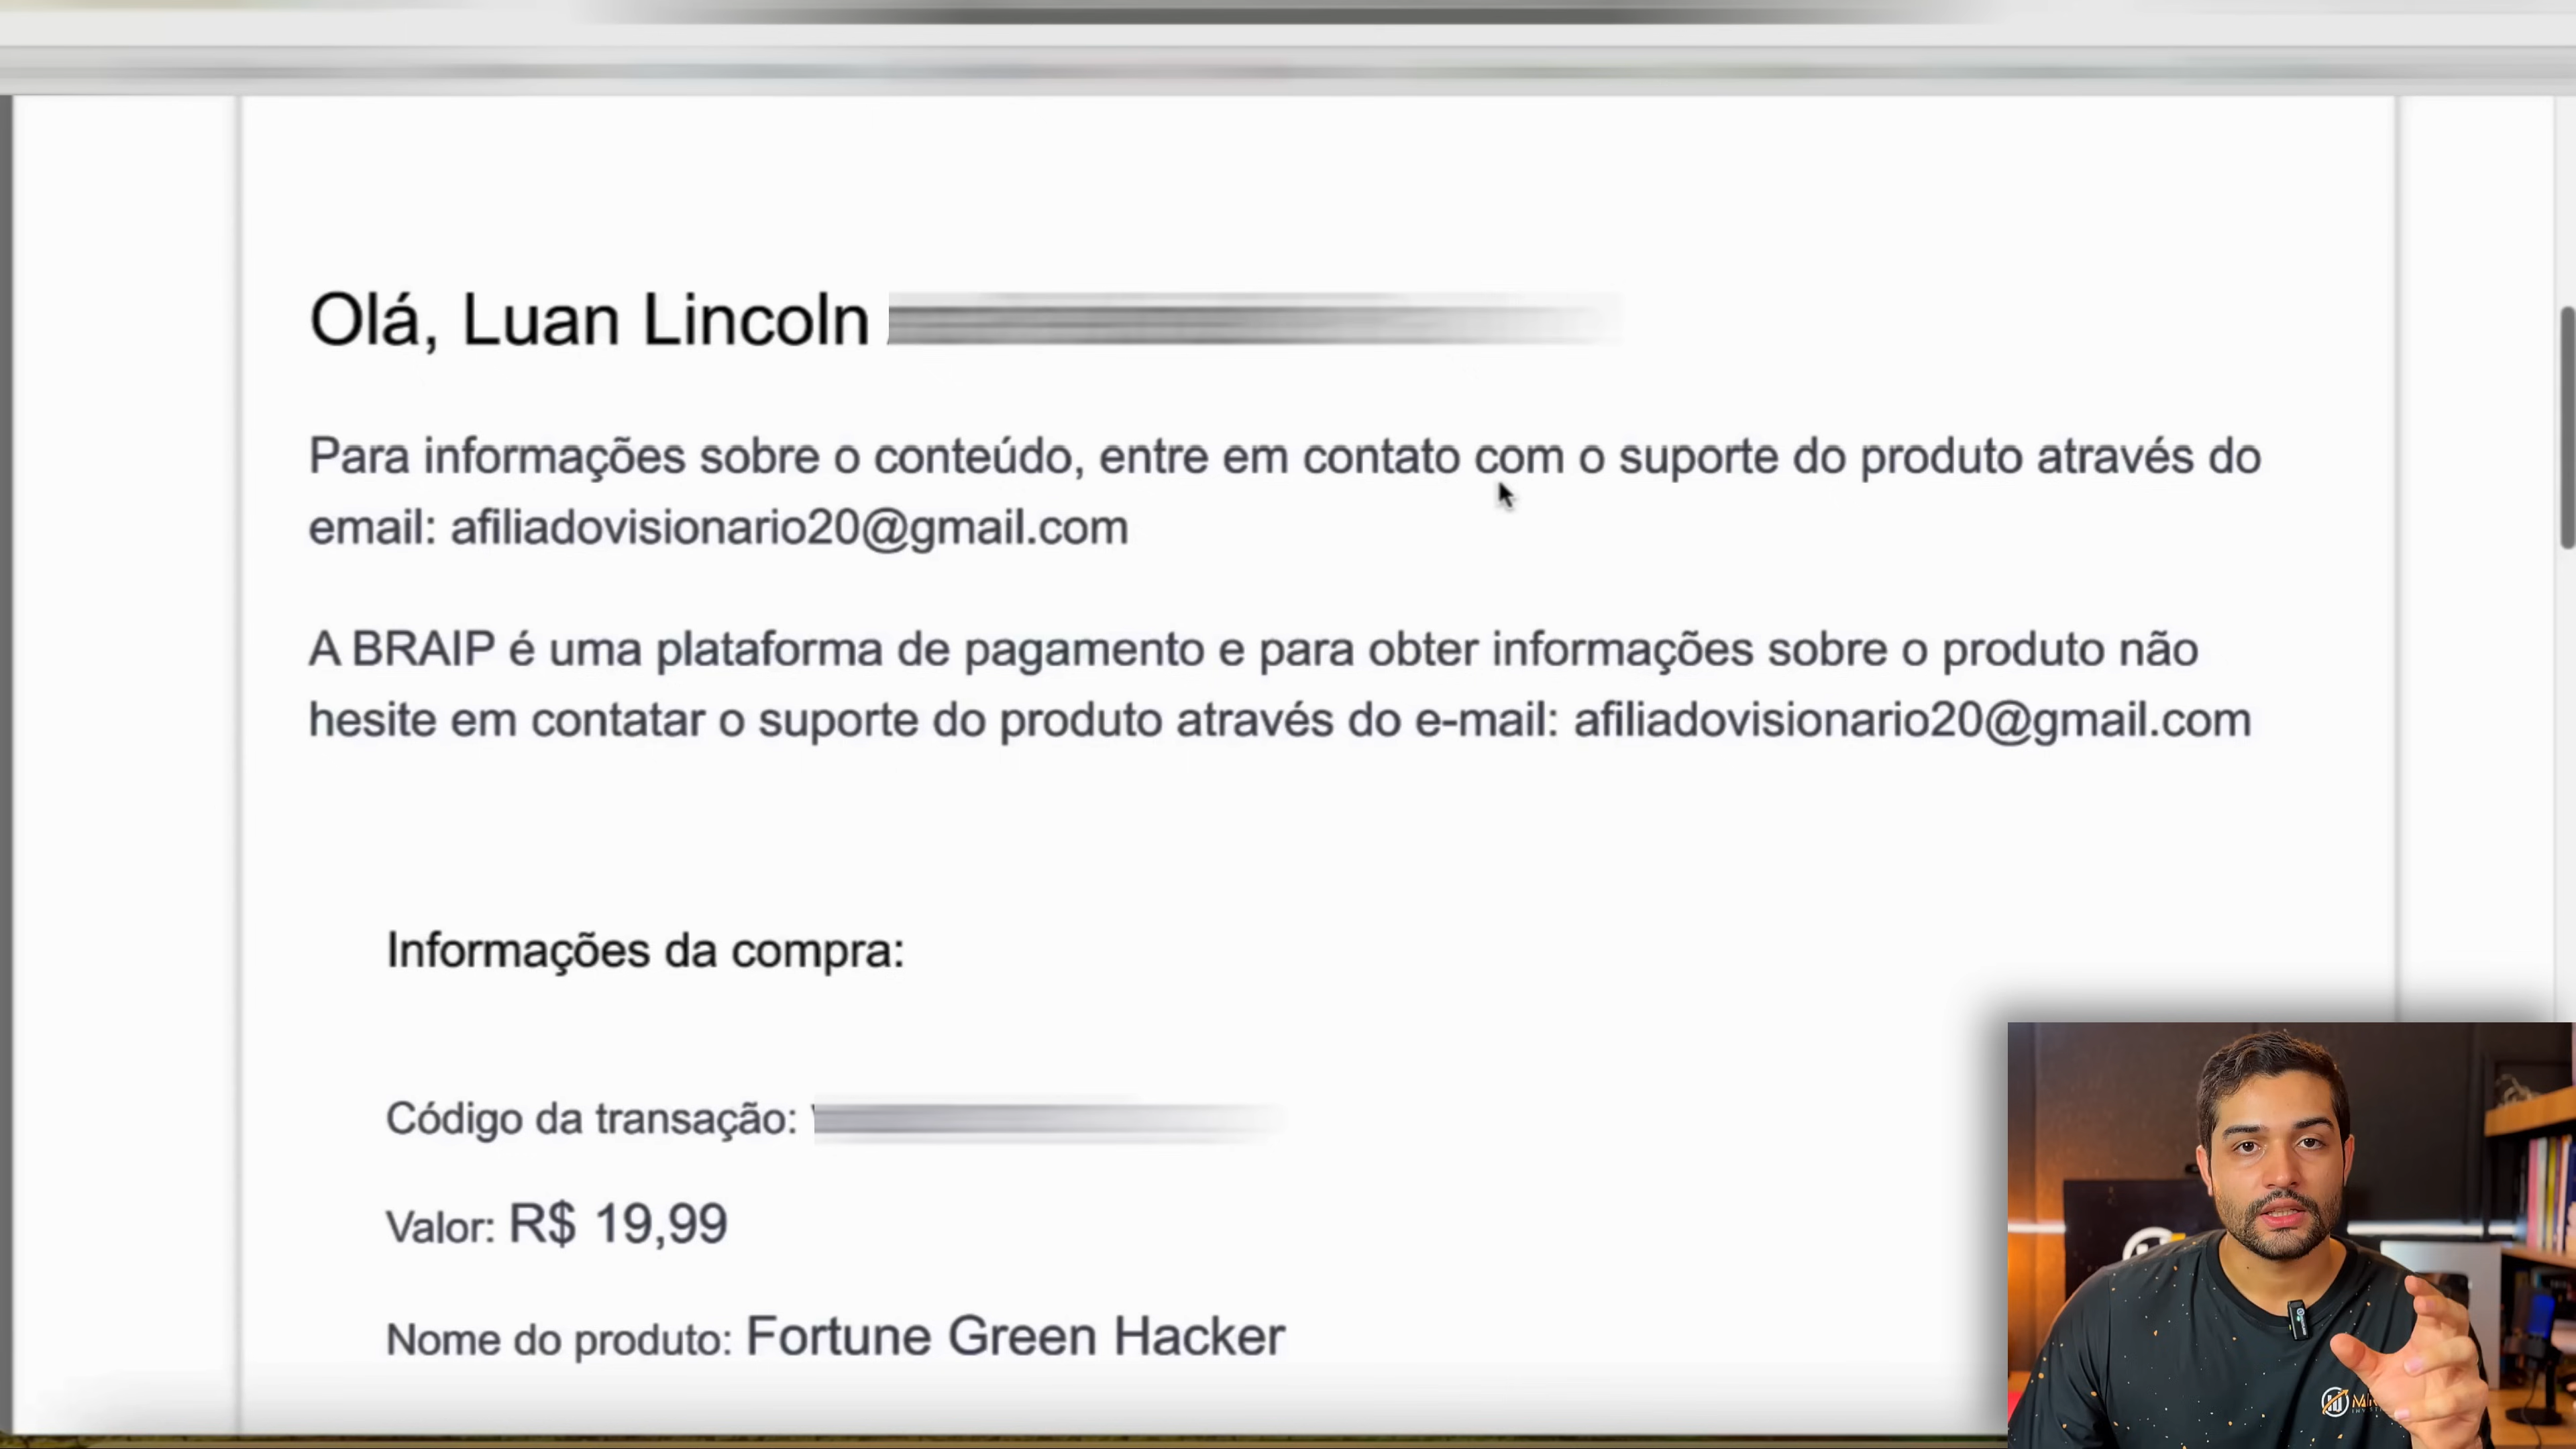 Olá, Luan Lincoln
Para informações sobre o conteúdo, entre em contato com o suporte do produto através do
email: afiliadovisionario20@gmail.com
A BRAIP é uma plataforma de pagamento e para obter informações sobre o produto não
hesite em contatar o suporte do produto através do e-mail: afiliadovisionario20@gmail.com
Informações da compra:
Código da transação:
Valor: R$ 19,99
Nome do produto: Fortune Green Hacker